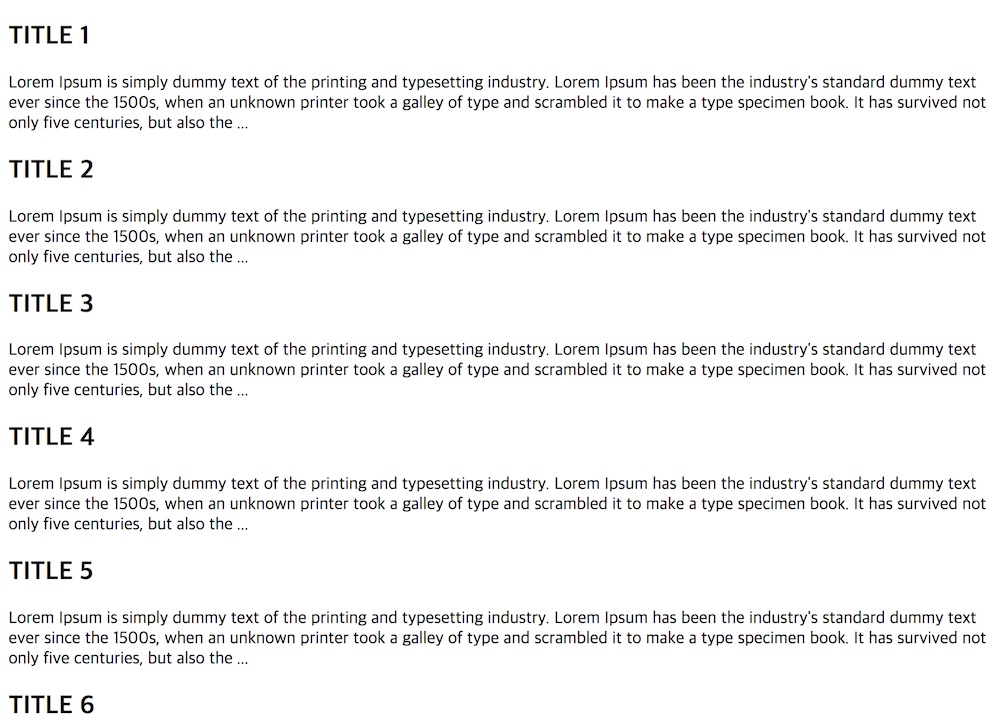 TITLE 1
Lorem Ipsum is simply dummy text of the printing and typesetting industry. Lorem Ipsum has been the industry's standard dummy text
ever since the 1500s, when an unknown printer took a galley of type and scrambled it to make a type specimen book. It has survived not
only five centuries, but also the ...
TITLE 2
Lorem Ipsum is simply dummy text of the printing and typesetting industry. Lorem Ipsum has been the industry's standard dummy text
ever since the 1500s, when an unknown printer took a galley of type and scrambled it to make a type specimen book. It has survived not
only five centuries, but also the ...
TITLE 3
Lorem Ipsum is simply dummy text of the printing and typesetting industry. Lorem Ipsum has been the industry's standard dummy text
ever since the 1500s, when an unknown printer took a galley of type and scrambled it to make a type specimen book. It has survived not
only five centuries, but also the ...
TITLE 4
Lorem Ipsum is simply dummy text of the printing and typesetting industry. Lorem Ipsum has been the industry's standard dummy text
ever since the 1500s, when an unknown printer took a galley of type and scrambled it to make a type specimen book. It has survived not
only five centuries, but also the ...
TITLE 5
Lorem Ipsum is simply dummy text of the printing and typesetting industry. Lorem Ipsum has been the industry's standard dummy text
ever since the 1500s, when an unknown printer took a galley of type and scrambled it to make a type specimen book. It has survived not
only five centuries, but also the ...
TITLE 6